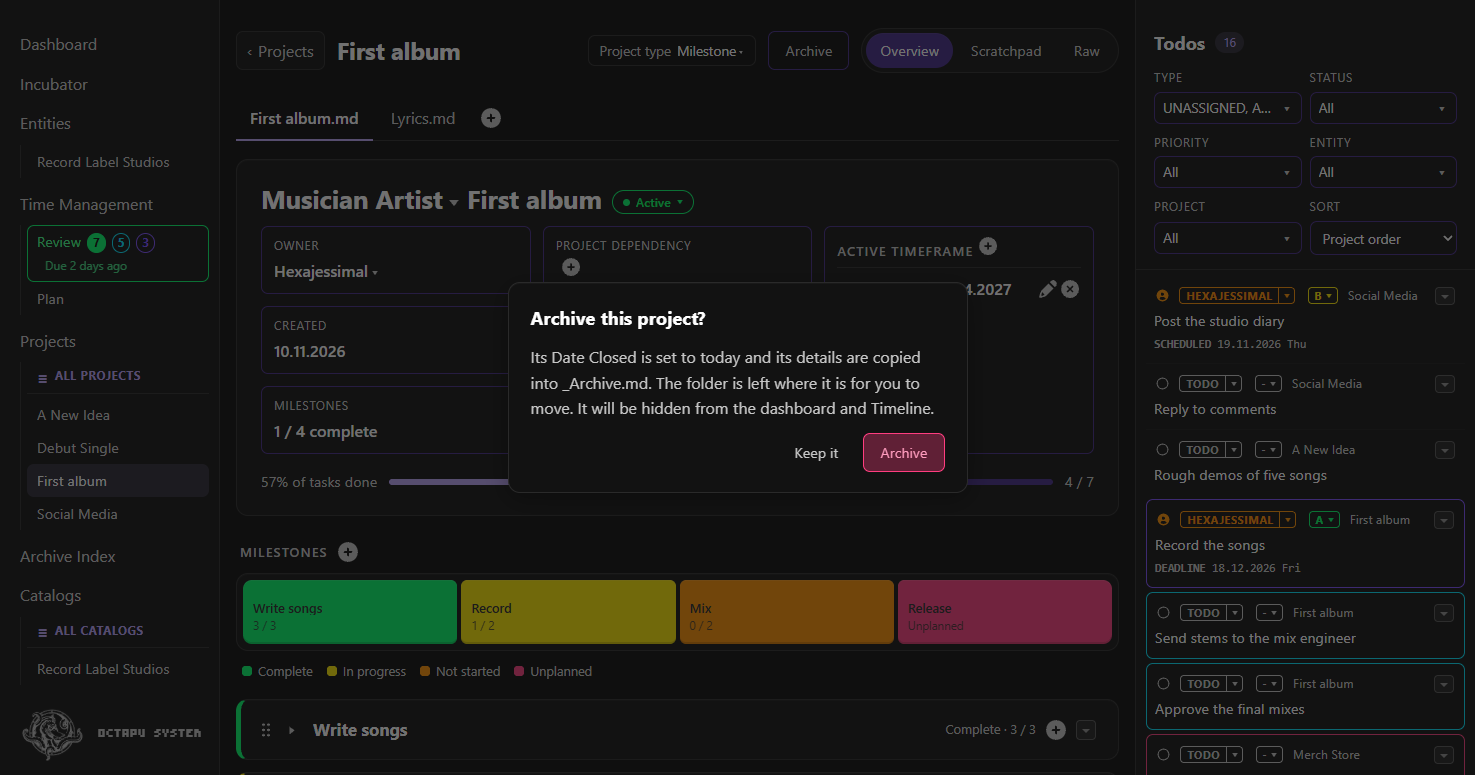 Dashboard
Incubator
Entities
Record Label Studios
Time Management
Review 7 5 3
Due 2 days ago
Plan
Projects
ALL PROJECTS
A New Idea
Debut Single
First album
Social Media
Archive Index
Catalogs
ALL CATALOGS
Record Label Studios
OCTAPU SYSTEM
‹ Projects
First album
Project type Milestone
Archive
Overview
Scratchpad
Raw
First album.md
Lyrics.md
Musician Artist First album
Active
OWNER
Hexajessimal
PROJECT DEPENDENCY
ACTIVE TIMEFRAME
4.2027
CREATED
10.11.2026
MILESTONES
1 / 4 complete
57% of tasks done
4 / 7
Archive this project?
Its Date Closed is set to today and its details are copied
into _Archive.md. The folder is left where it is for you to
move. It will be hidden from the dashboard and Timeline.
Keep it
Archive
MILESTONES
Write songs
3 / 3
Record
1 / 2
Mix
0 / 2
Release
Unplanned
Complete
In progress
Not started
Unplanned
Write songs
Complete · 3 / 3
Todos 16
TYPE
UNASSIGNED, A...
STATUS
All
PRIORITY
All
ENTITY
All
PROJECT
All
SORT
Project order
HEXAJESSIMAL B Social Media
Post the studio diary
SCHEDULED 19.11.2026 Thu
TODO - Social Media
Reply to comments
TODO - A New Idea
Rough demos of five songs
HEXAJESSIMAL A First album
Record the songs
DEADLINE 18.12.2026 Fri
TODO - First album
Send stems to the mix engineer
TODO - First album
Approve the final mixes
TODO - Merch Store